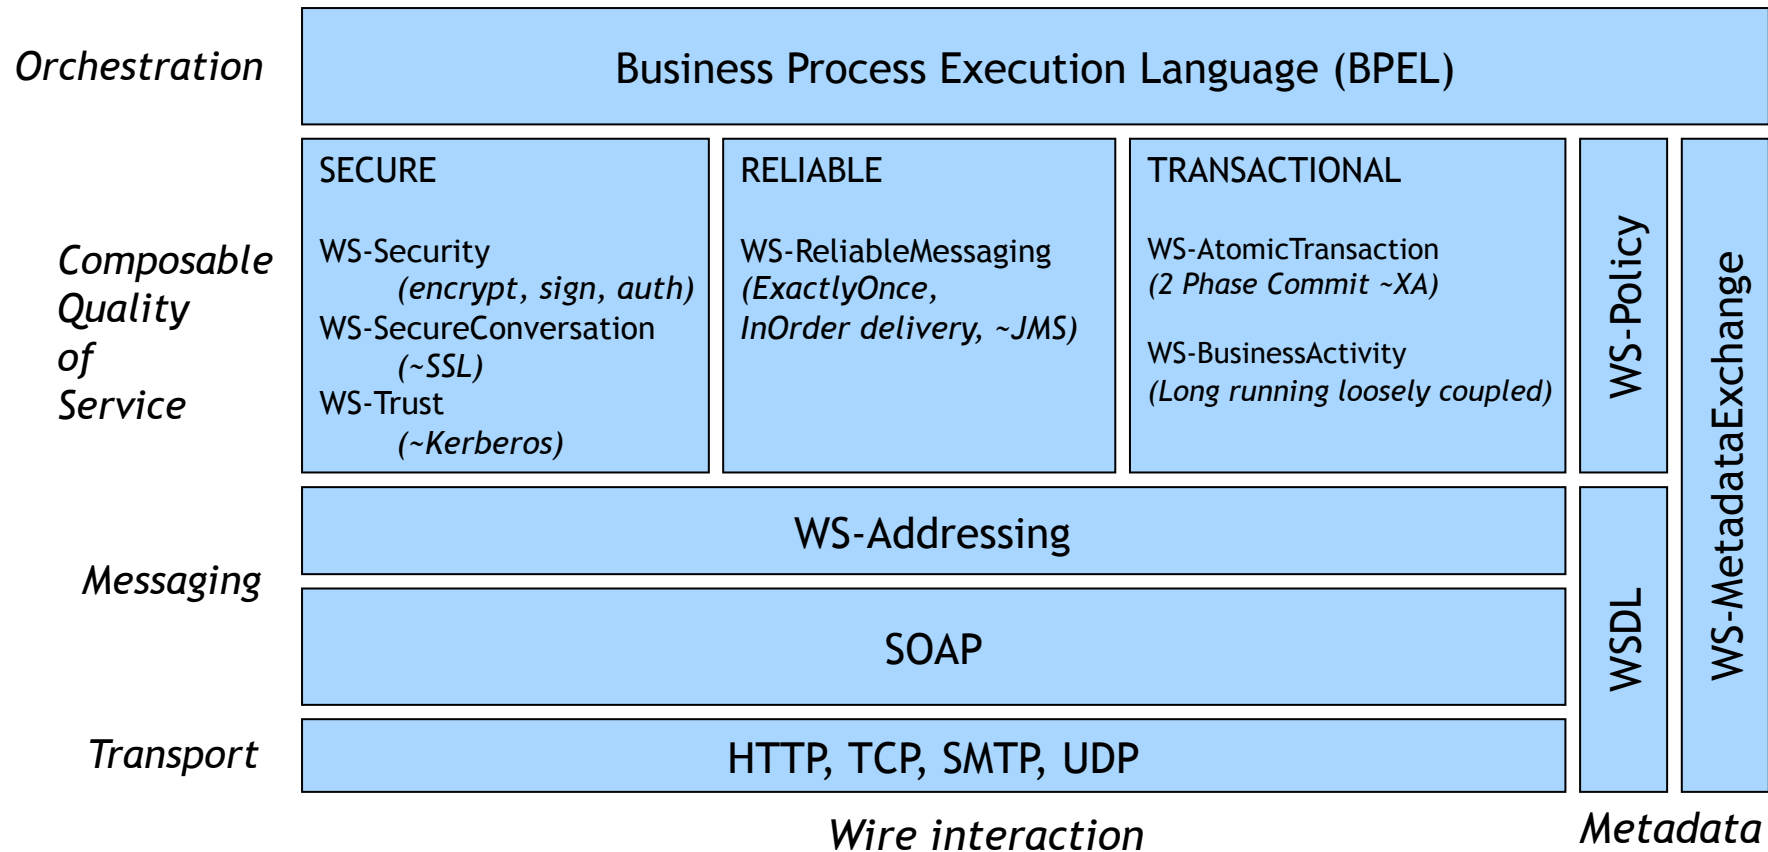 Orchestration
Business Process Execution Language (BPEL)
Composable
Quality
of
Service
SECURE
WS-Security
(encrypt, sign, auth)
WS-SecureConversation
(~SSL)
WS-Trust
(~Kerberos)
RELIABLE
WS-ReliableMessaging
(ExactlyOnce,
InOrder delivery, ~JMS)
TRANSACTIONAL
WS-AtomicTransaction
(2 Phase Commit ~XA)
WS-BusinessActivity
(Long running loosely coupled)
WS-Policy
WS-MetadataExchange
Messaging
WS-Addressing
SOAP
WSDL
Transport
HTTP, TCP, SMTP, UDP
Wire interaction
Metadata